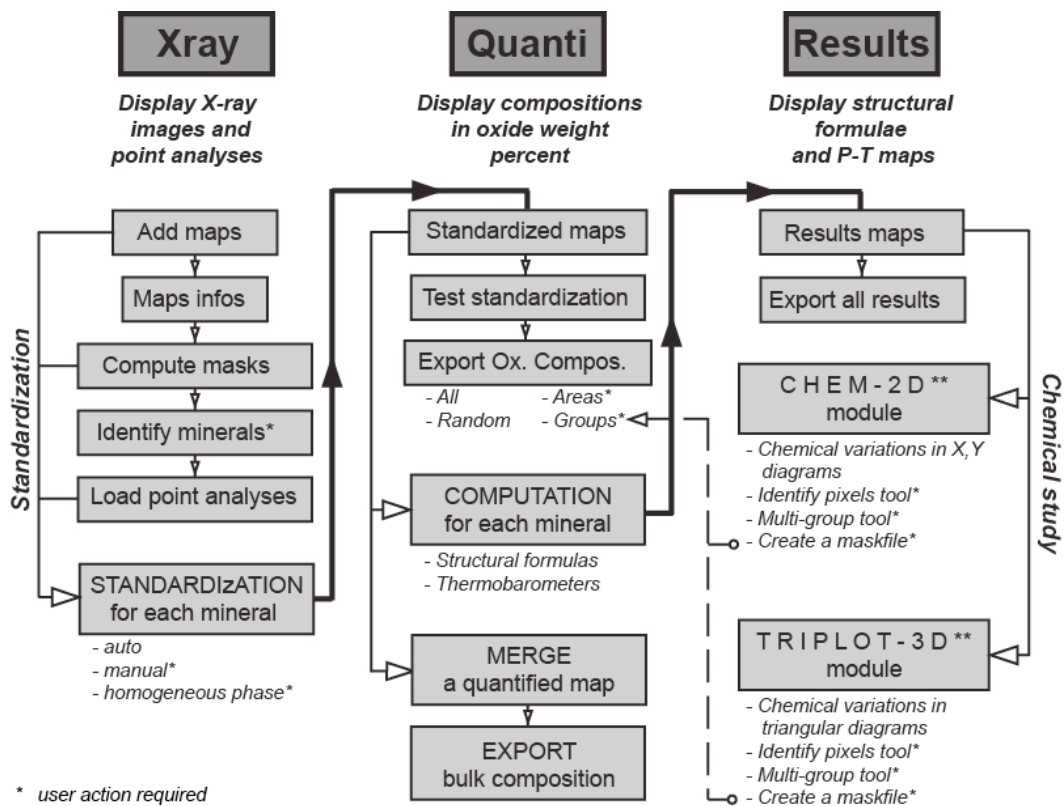 Xray
Display X-ray
images and
point analyses
Standardization
Add maps
Maps infos
Compute masks
Identify minerals*
Load point analyses
STANDARDIzATION
for each mineral
- auto
- manual*
- homogeneous phase*
* user action required
Quanti
Display compositions
in oxide weight
percent
Standardized maps
Test standardization
Export Ox. Compos.
- All - Areas*
- Random - Groups*
COMPUTATION
for each mineral
- Structural formulas
- Thermobarometers
MERGE
a quantified map
EXPORT
bulk composition
Results
Display structural
formulae
and P-T maps
Results maps
Export all results
Chemical study
CHEM-2D**
module
- Chemical variations in X,Y
diagrams
- Identify pixels tool*
- Multi-group tool*
- Create a maskfile*
TRIPLOT-3D**
module
- Chemical variations in
triangular diagrams
- Identify pixels tool*
- Multi-group tool*
- Create a maskfile*